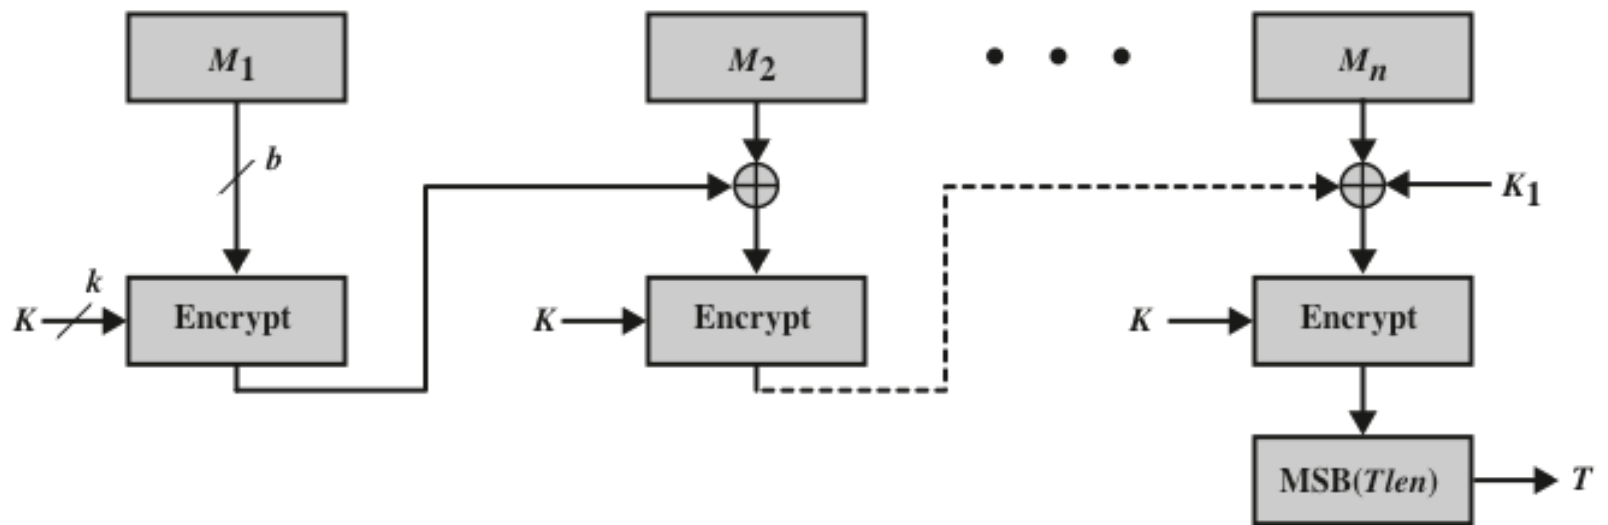 M1 M2 • • • Mn
b
K1
k
K Encrypt K Encrypt K Encrypt
MSB(Tlen) T